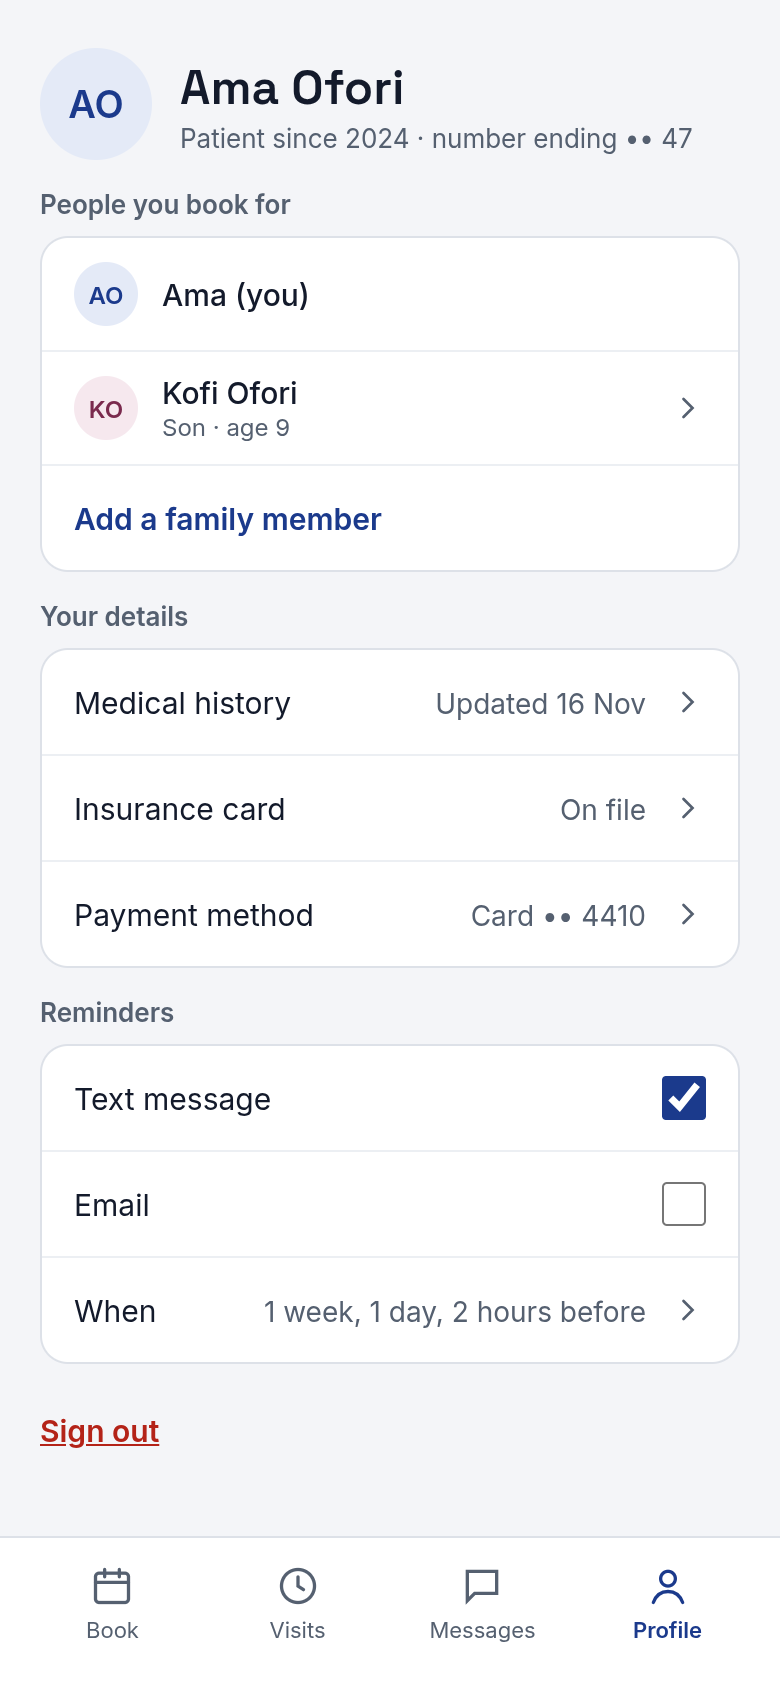 AO
Ama Ofori
Patient since 2024 · number ending •• 47
People you book for
AO
Ama (you)
KO
Kofi Ofori
Son · age 9
Add a family member
Your details
Medical history Updated 16 Nov
Insurance card On file
Payment method Card •• 4410
Reminders
Text message
Email
When 1 week, 1 day, 2 hours before
Sign out
Book Visits Messages Profile